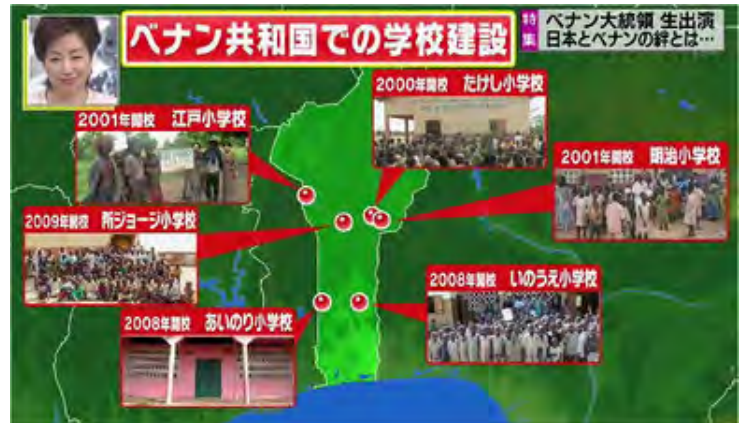 ベナン共和国での学校建設
特集
ベナン大統領 生出演
日本とベナンの絆とは…
2000年開校 たけし小学校
2001年開校 江戸小学校
2001年開校 明治小学校
2009年開校 所ジョージ小学校
2008年開校 いのうえ小学校
2008年開校 あいのり小学校